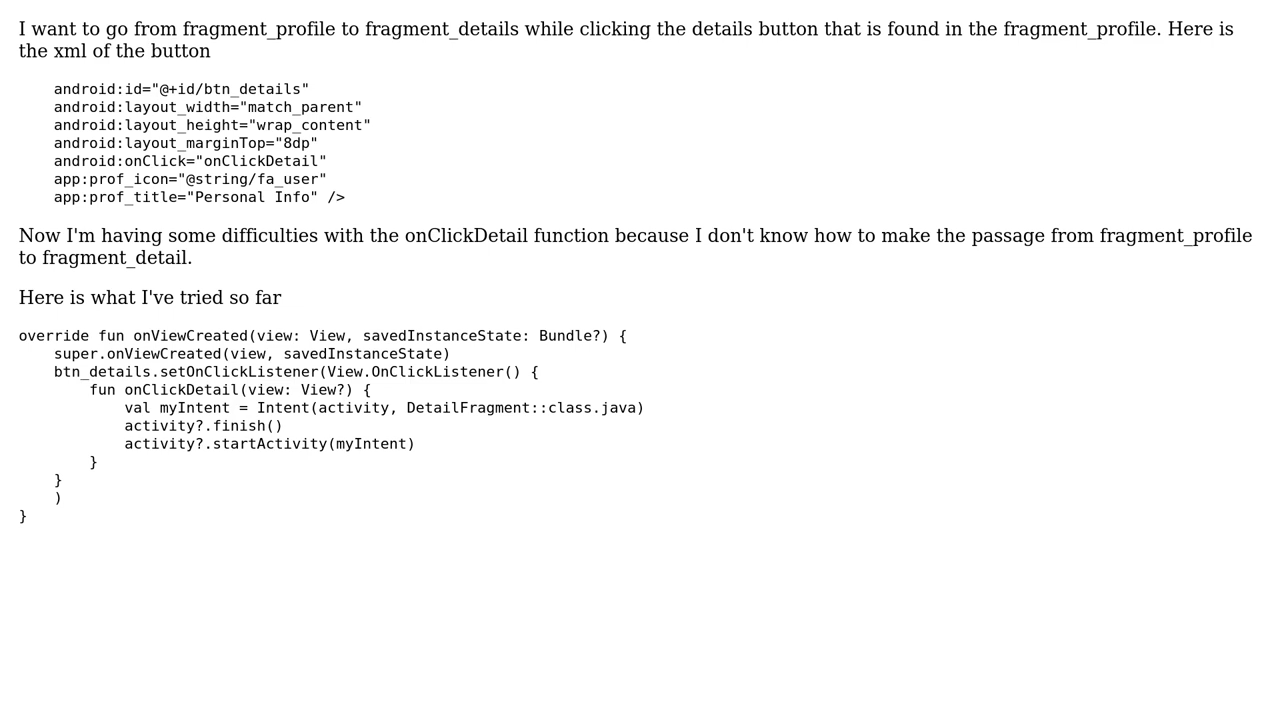 I want to go from fragment_profile to fragment_details while clicking the details button that is found in the fragment_profile. Here is
the xml of the button
    android:id="@+id/btn_details"
    android:layout_width="match_parent"
    android:layout_height="wrap_content"
    android:layout_marginTop="8dp"
    android:onClick="onClickDetail"
    app:prof_icon="@string/fa_user"
    app:prof_title="Personal Info" />
Now I'm having some difficulties with the onClickDetail function because I don't know how to make the passage from fragment_profile
to fragment_detail.
Here is what I've tried so far
override fun onViewCreated(view: View, savedInstanceState: Bundle?) {
    super.onViewCreated(view, savedInstanceState)
    btn_details.setOnClickListener(View.OnClickListener() {
        fun onClickDetail(view: View?) {
            val myIntent = Intent(activity, DetailFragment::class.java)
            activity?.finish()
            activity?.startActivity(myIntent)
        }
    }
    )
}